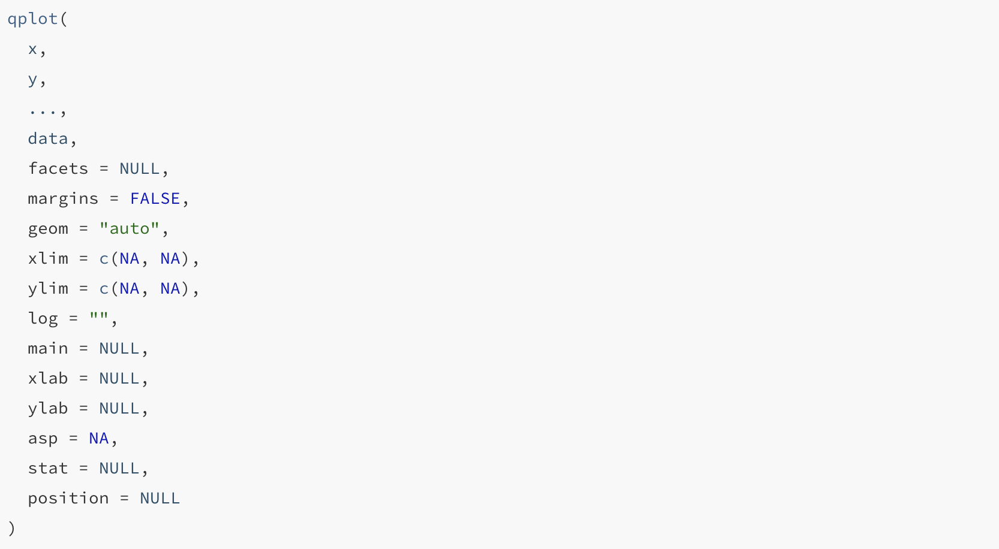 qplot(
  x,
  y,
  ...,
  data,
  facets = NULL,
  margins = FALSE,
  geom = "auto",
  xlim = c(NA, NA),
  ylim = c(NA, NA),
  log = "",
  main = NULL,
  xlab = NULL,
  ylab = NULL,
  asp = NA,
  stat = NULL,
  position = NULL
)